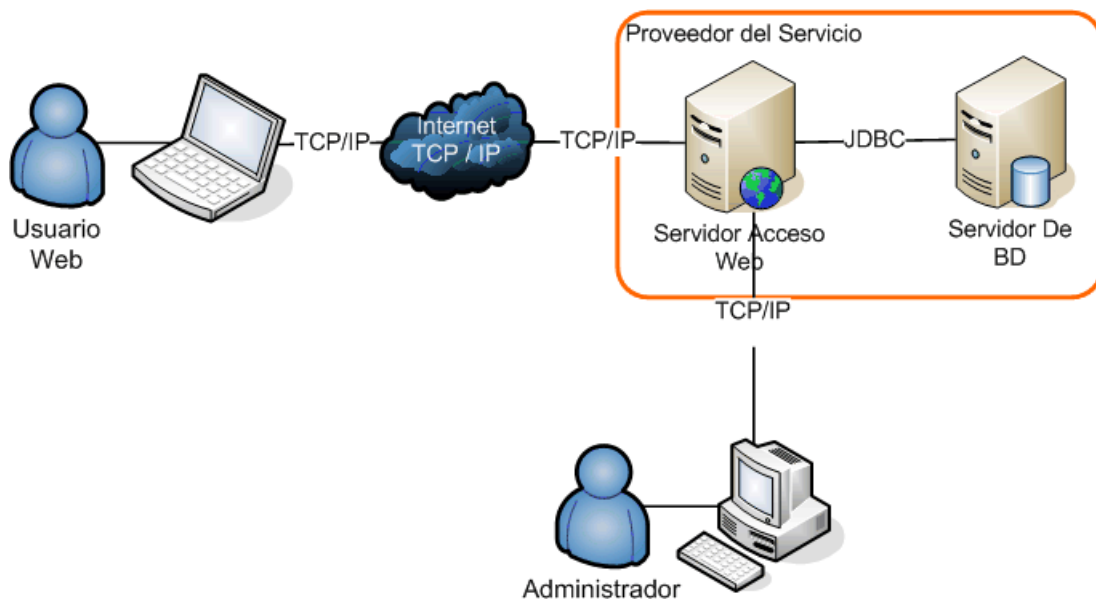 Proveedor del Servicio
Internet
TCP / IP
TCP/IP
TCP/IP
JDBC
Usuario
Web
Servidor Acceso
Web
Servidor De
BD
TCP/IP
Administrador